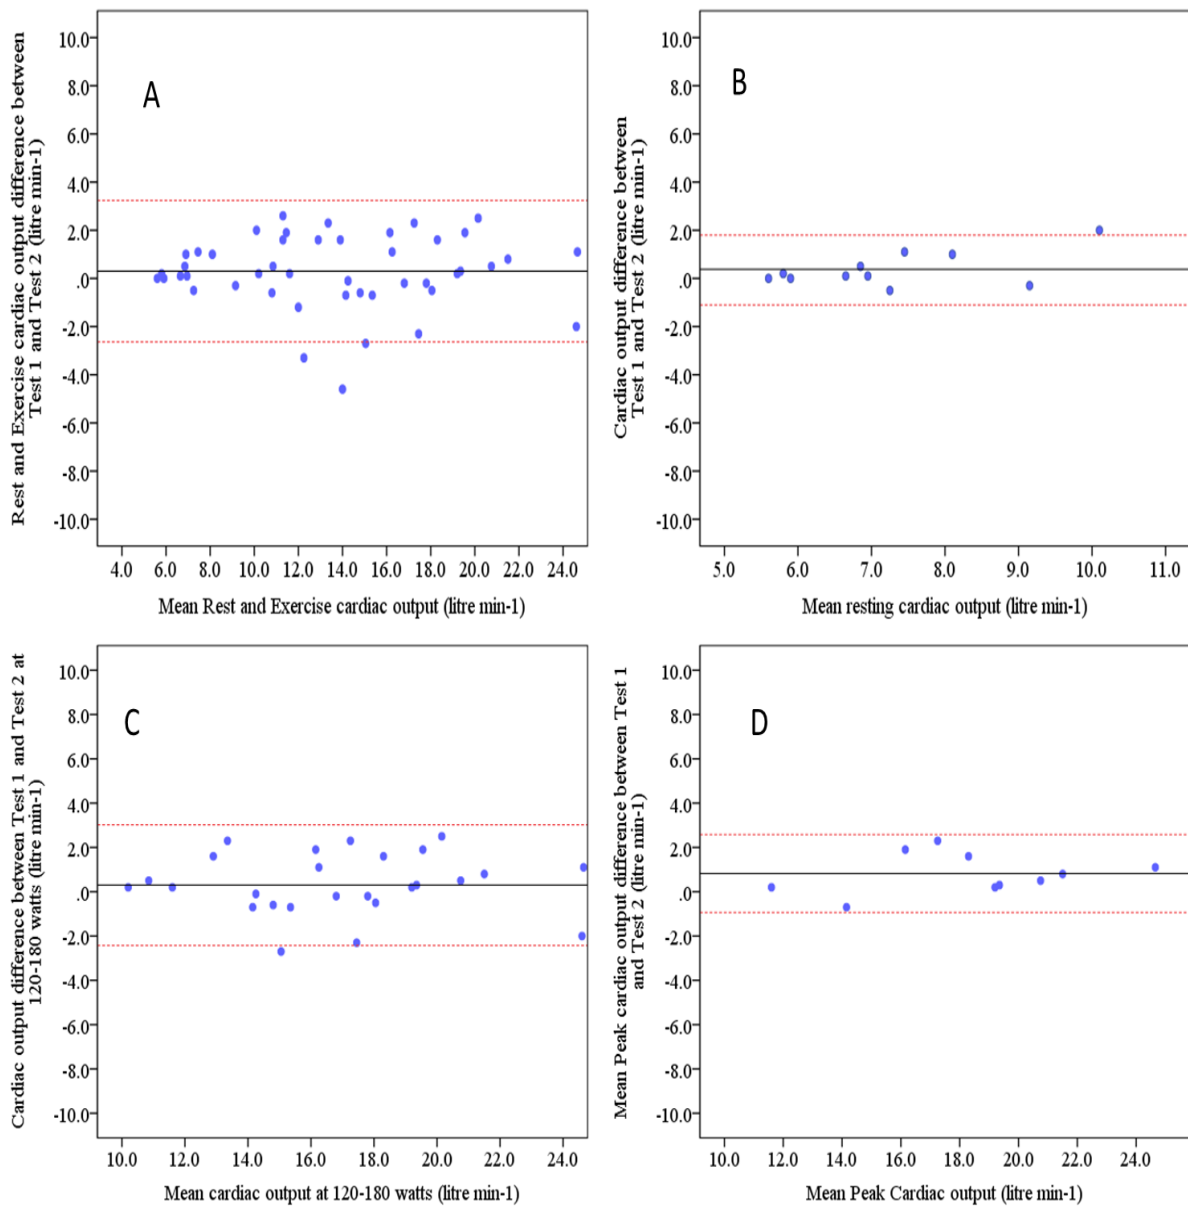 Rest and Exercise cardiac output difference between
Test 1 and Test 2 (litre min-1)
10.0
8.0
6.0
4.0
2.0
.0
-2.0
-4.0
-6.0
-8.0
-10.0
A
4.0 6.0 8.0 10.0 12.0 14.0 16.0 18.0 20.0 22.0 24.0
Mean Rest and Exercise cardiac output (litre min-1)
Cardiac output difference between
Test 1 and Test 2 (litre min-1)
10.0
8.0
6.0
4.0
2.0
.0
-2.0
-4.0
-6.0
-8.0
-10.0
B
5.0 6.0 7.0 8.0 9.0 10.0 11.0
Mean resting cardiac output (litre min-1)
Cardiac output difference between Test 1 and Test 2 at
120-180 watts (litre min-1)
10.0
8.0
6.0
4.0
2.0
.0
-2.0
-4.0
-6.0
-8.0
-10.0
C
10.0 12.0 14.0 16.0 18.0 20.0 22.0 24.0
Mean cardiac output at 120-180 watts (litre min-1)
Mean Peak cardiac output difference between Test 1
and Test 2 (litre min-1)
10.0
8.0
6.0
4.0
2.0
.0
-2.0
-4.0
-6.0
-8.0
-10.0
D
10.0 12.0 14.0 16.0 18.0 20.0 22.0 24.0
Mean Peak Cardiac output (litre min-1)